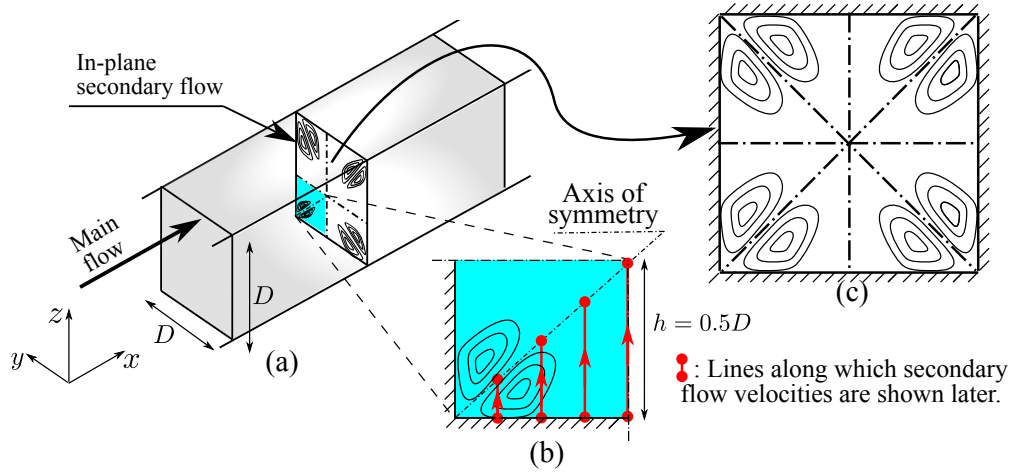 In-plane
secondary flow
Main
flow
D
D
z
y
x
(a)
Axis of
symmetry
h = 0.5D
(b)
(c)
: Lines along which secondary
flow velocities are shown later.